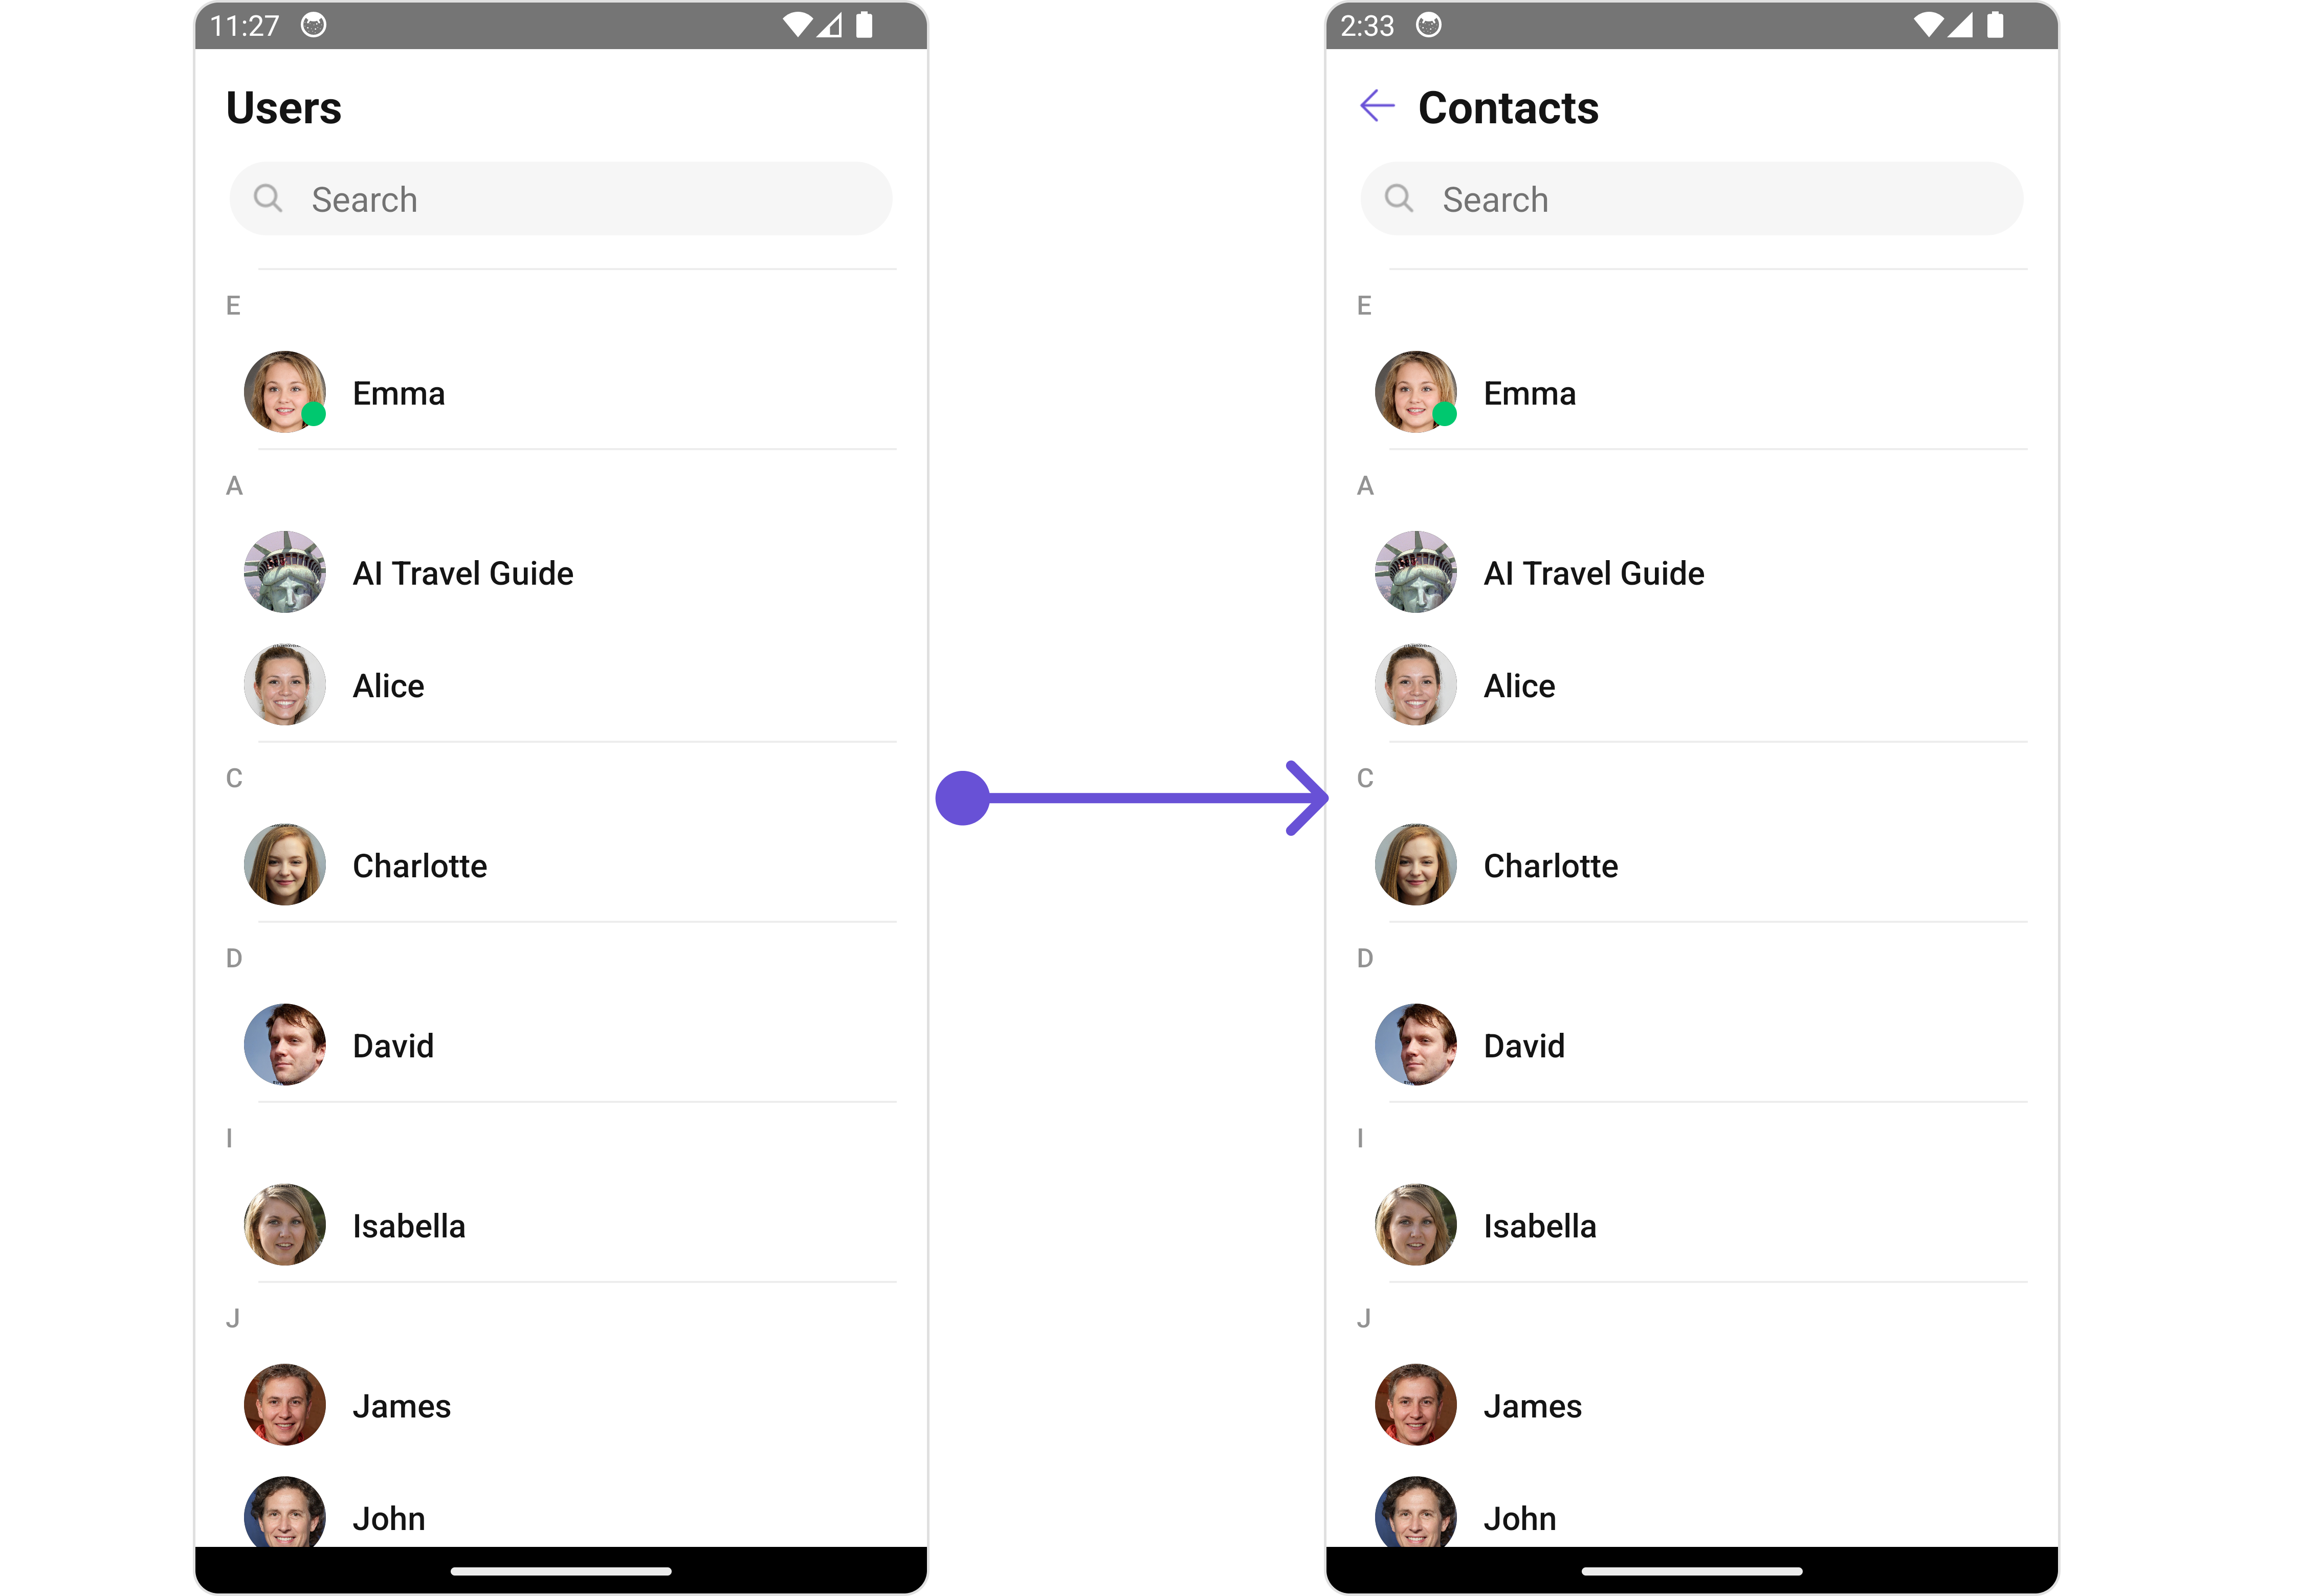 11:27
Users
Search
E
Emma
A
AI Travel Guide
Alice
C
Charlotte
D
David
I
Isabella
J
James
John
2:33
Contacts
Search
E
Emma
A
AI Travel Guide
Alice
C
Charlotte
D
David
I
Isabella
J
James
John